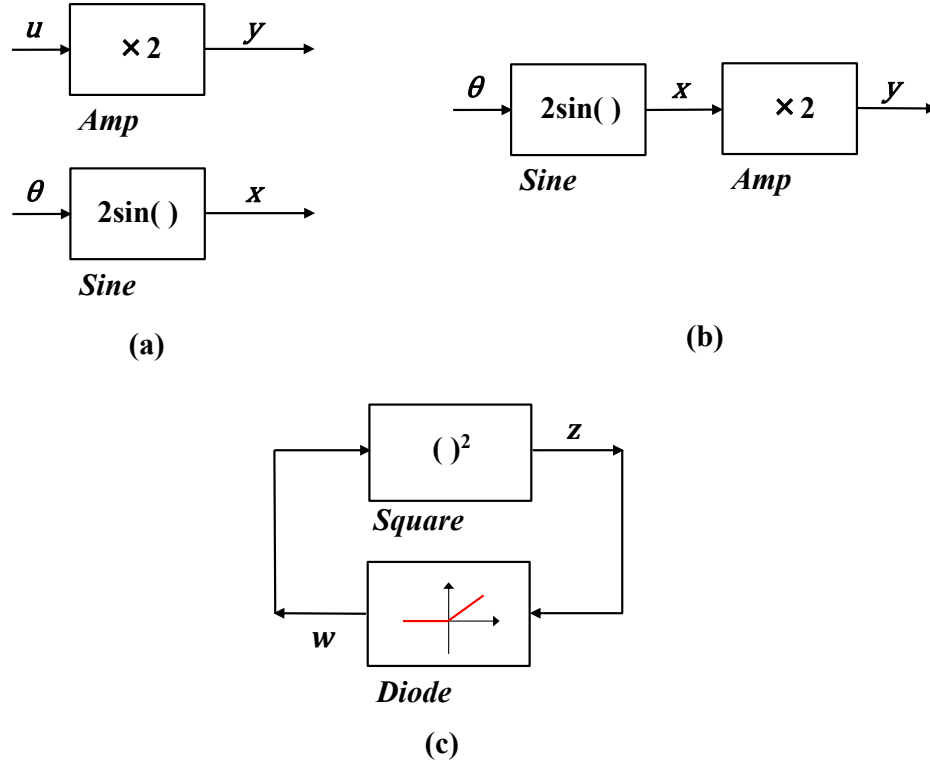 u
× 2
y
Amp
θ
2sin( )
x
Sine
(a)
θ
2sin( )
x
× 2
y
Sine
Amp
(b)
( )²
z
Square
w
Diode
(c)